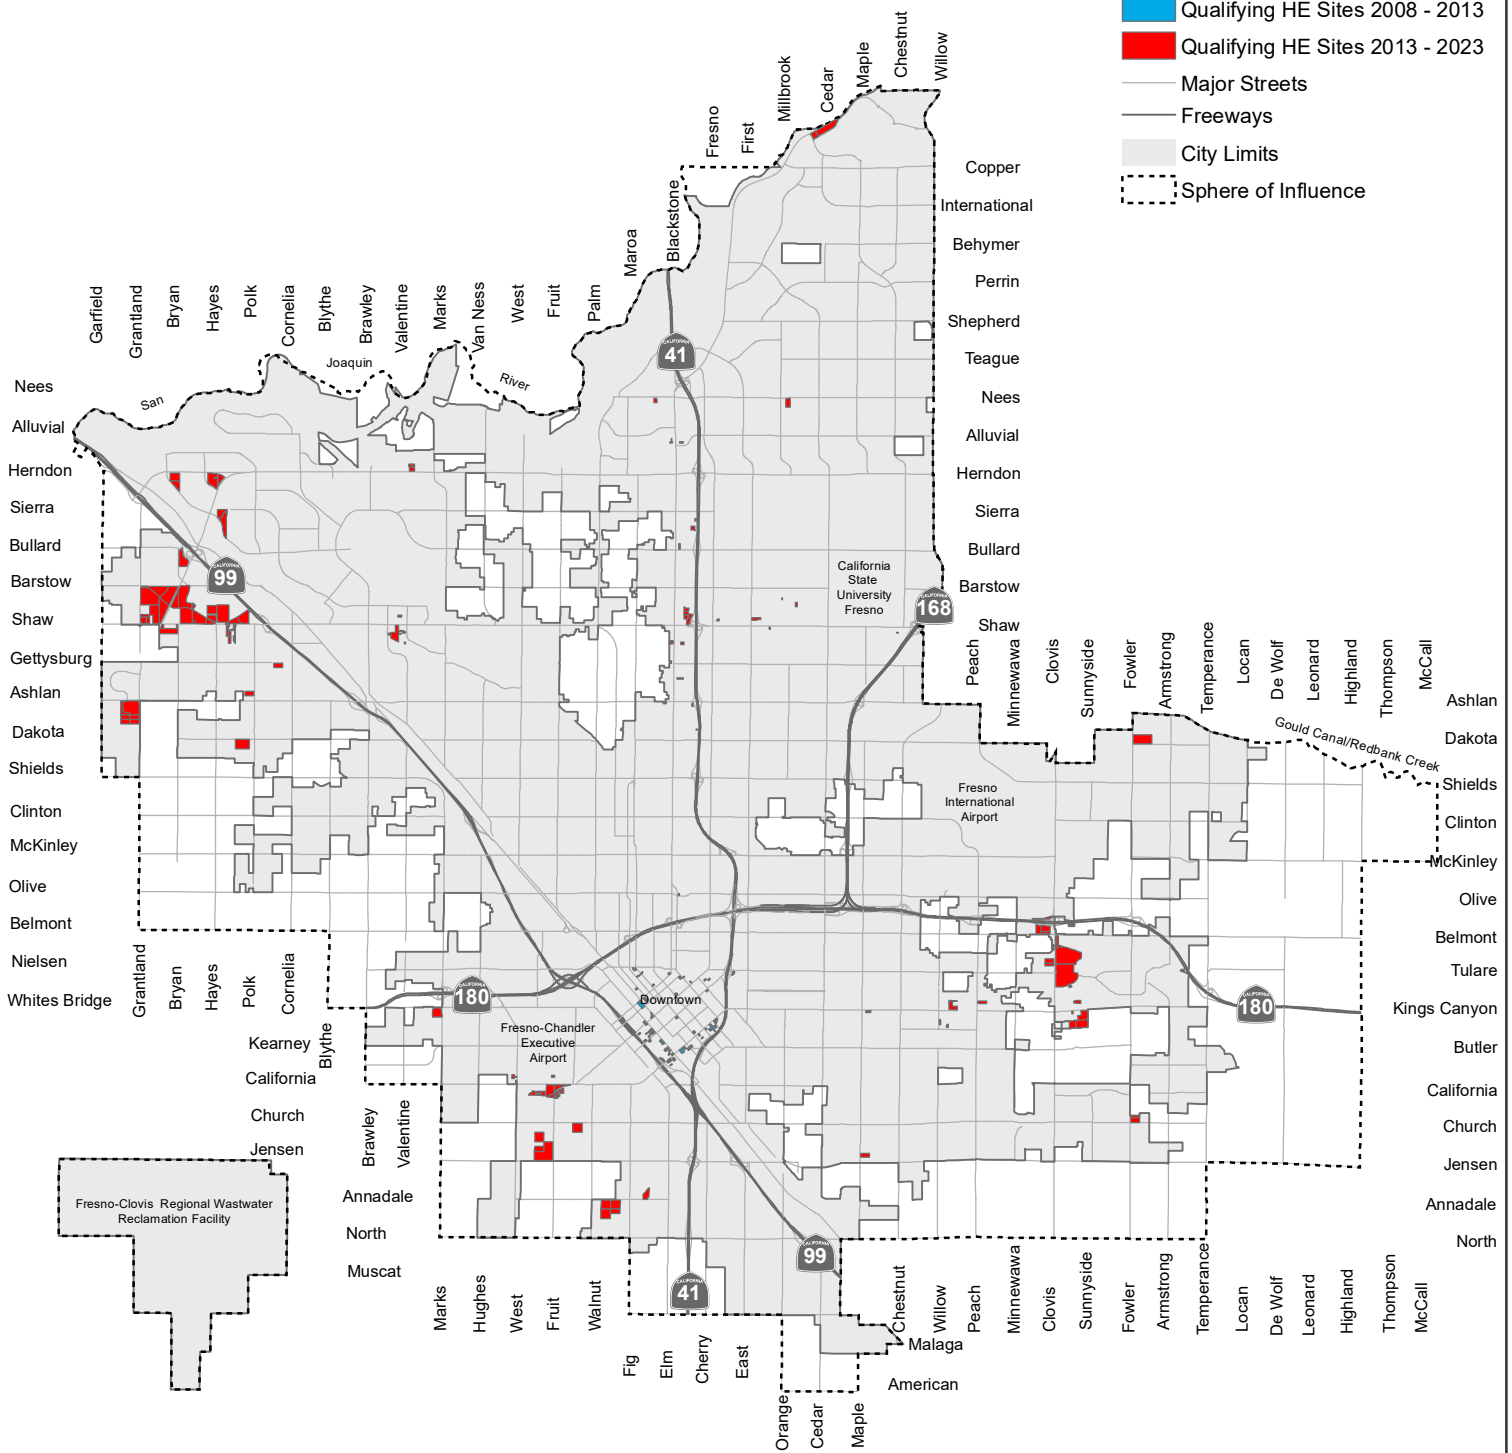 Qualifying HE Sites 2008 - 2013
Qualifying HE Sites 2013 - 2023
Major Streets
Freeways
City Limits
Sphere of Influence
Fresno
First
Millbrook
Cedar
Maple
Chestnut
Willow
Maroa
Blackstone
Garfield
Grantland
Bryan
Hayes
Polk
Cornelia
Blythe
Brawley
Valentine
Marks
Van Ness
West
Fruit
Palm
San
Joaquin
River
Nees
Alluvial
Herndon
Sierra
Bullard
Barstow
Shaw
Gettysburg
Ashlan
Dakota
Shields
Clinton
McKinley
Olive
Belmont
Nielsen
Whites Bridge
Copper
International
Behymer
Perrin
Shepherd
Teague
Nees
Alluvial
Herndon
Sierra
Bullard
Barstow
Shaw
CALIFORNIA
41
CALIFORNIA
99
CALIFORNIA
168
California
State
University
Fresno
Peach
Minnewawa
Clovis
Sunnyside
Fowler
Armstrong
Temperance
Locan
De Wolf
Leonard
Highland
Thompson
McCall
Gould Canal/Redbank Creek
Ashlan
Dakota
Shields
Clinton
McKinley
Olive
Belmont
Tulare
Kings Canyon
Butler
California
Church
Jensen
Annadale
North
Fresno
International
Airport
Grantland
Bryan
Hayes
Polk
Cornelia
Blythe
Kearney
California
Church
Jensen
CALIFORNIA
180
Downtown
Fresno-Chandler
Executive
Airport
CALIFORNIA
180
Brawley
Valentine
Annadale
North
Muscat
Fresno-Clovis Regional Wastwater
Reclamation Facility
CALIFORNIA
99
CALIFORNIA
41
Marks
Hughes
West
Fruit
Walnut
Fig
Elm
Cherry
East
Orange
Cedar
Maple
Chestnut
Willow
Peach
Minnewawa
Clovis
Sunnyside
Fowler
Armstrong
Temperance
Locan
De Wolf
Leonard
Highland
Thompson
McCall
Malaga
American